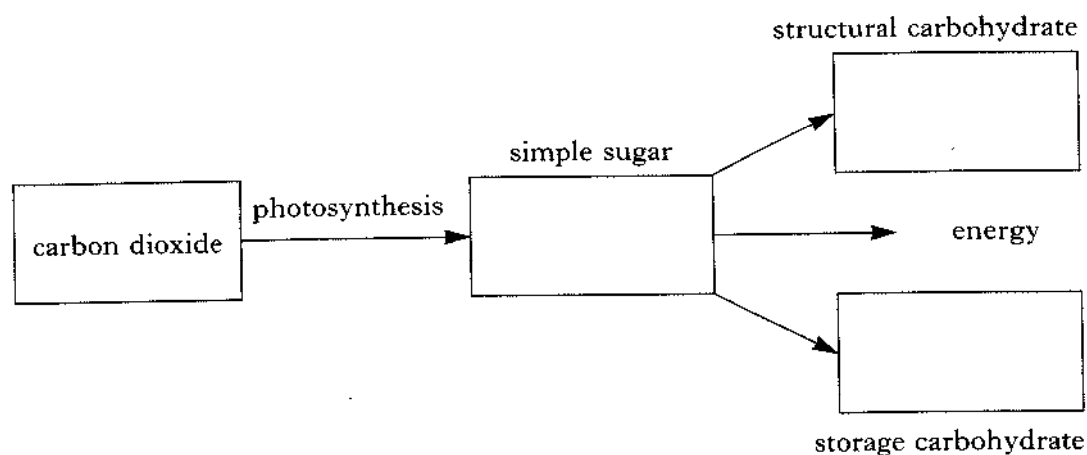 structural carbohydrate
simple sugar
photosynthesis
carbon dioxide
energy
storage carbohydrate